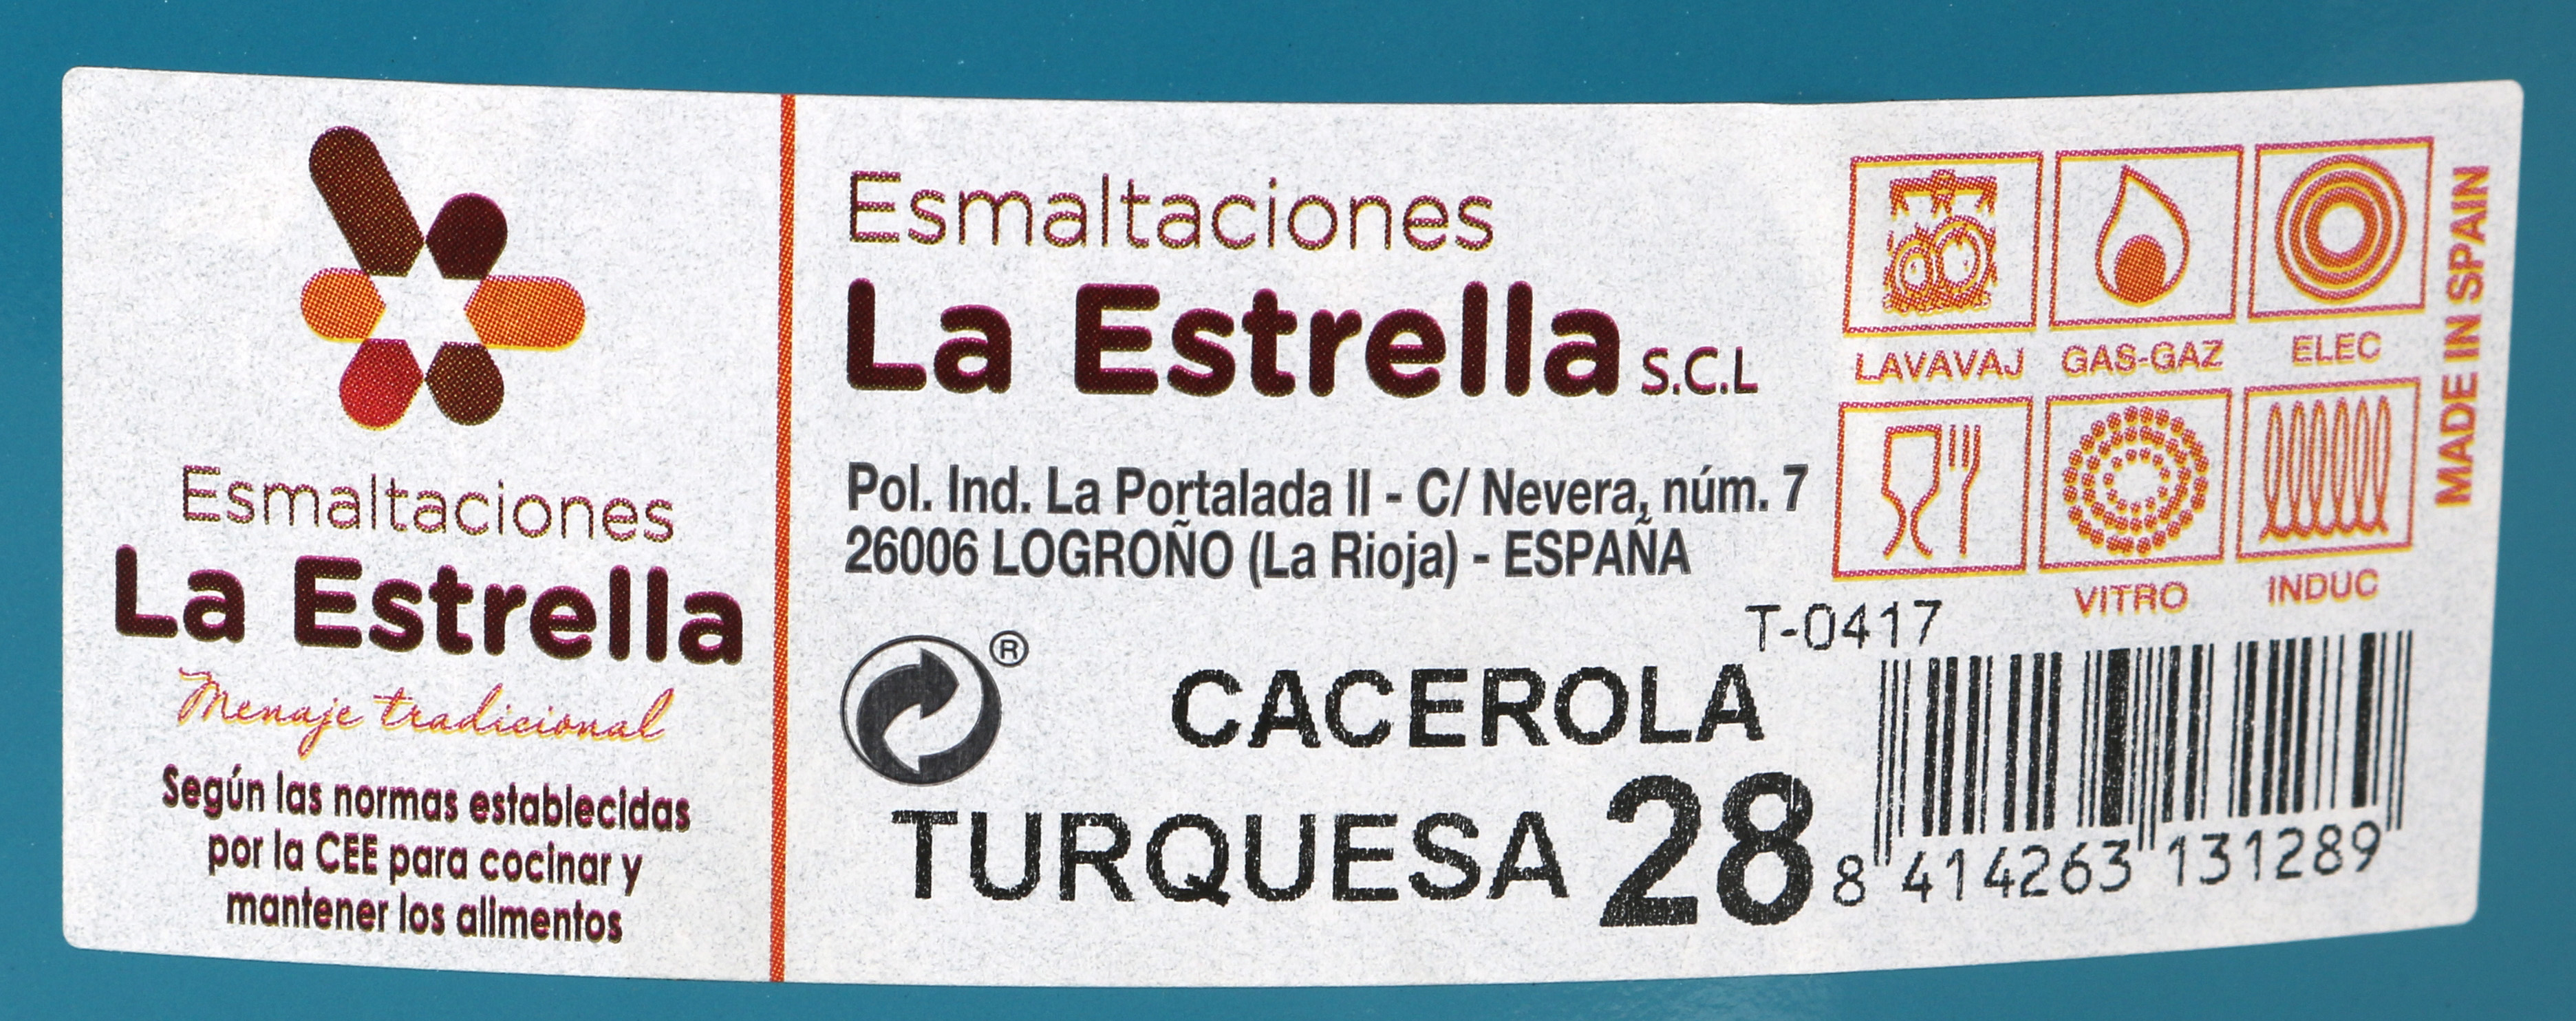 Esmaltaciones
La Estrella
Menaje tradicional
Según las normas establecidas
por la CEE para cocinar y
mantener los alimentos
Esmaltaciones
La Estrella S.C.L
Pol. Ind. La Portalada II - C/ Nevera, núm. 7
26006 LOGROÑO (La Rioja) - ESPAÑA
®
CACEROLA
TURQUESA 28
LAVAVAJ GAS-GAZ ELEC
VITRO INDUC
MADE IN SPAIN
T-0417
8 414263 131289